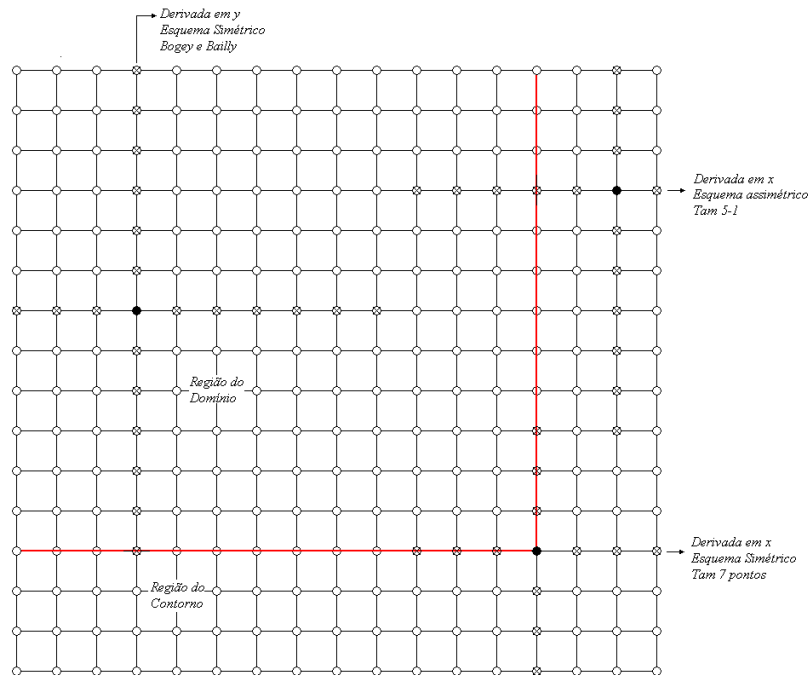 Derivada em y
Esquema Simétrico
Bogey e Bailly
Derivada em x
Esquema assimétrico
Tam 5-1
Região do
Domínio
Derivada em x
Esquema Simétrico
Tam 7 pontos
Região do
Contorno